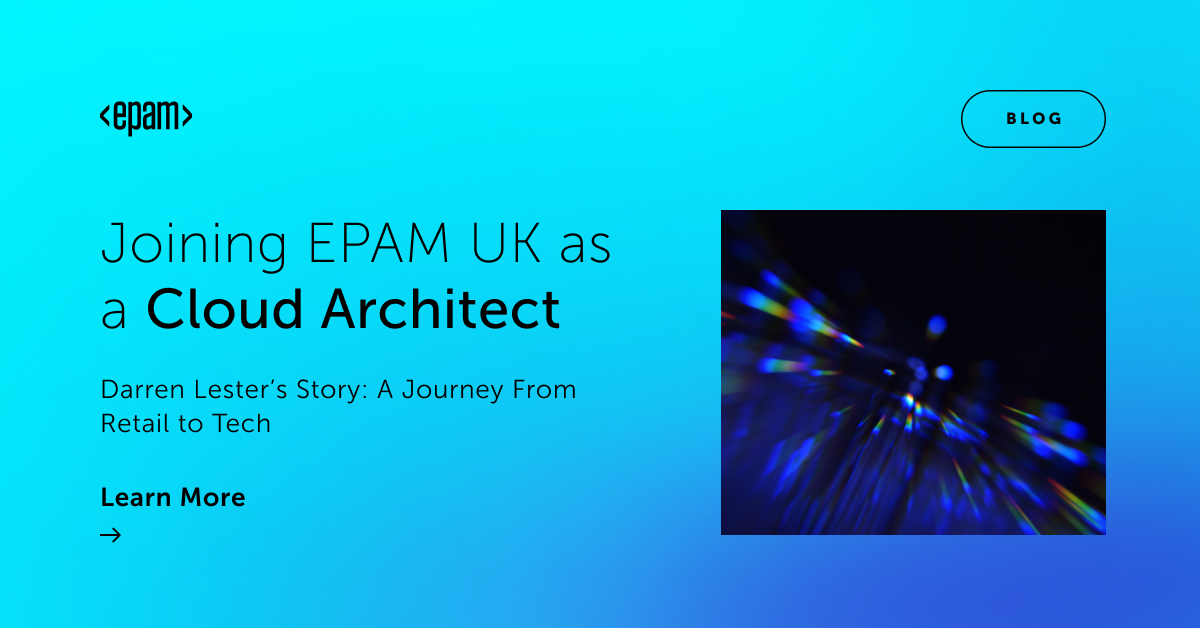 <epam>
BLOG
Joining EPAM UK as
a Cloud Architect
Darren Lester’s Story: A Journey From
Retail to Tech
Learn More
→